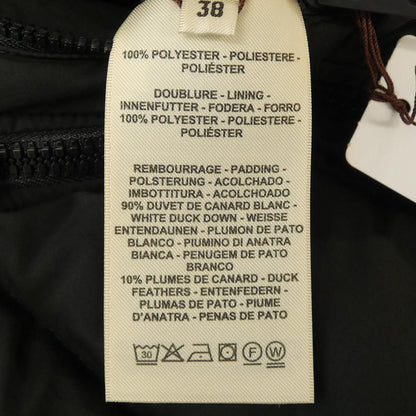 38
100% POLYESTER - POLIESTERE -
POLIÉSTER
DOUBLURE - LINING -
INNENFUTTER - FODERA - FORRO
100% POLYESTER - POLIESTERE -
POLIÉSTER
REMBOURRAGE - PADDING -
POLSTERUNG - ACOLCHADO -
IMBOTTITURA - ACOLCHOADO
90% DUVET DE CANARD BLANC -
WHITE DUCK DOWN - WEISSE
ENTENDAUNEN - PLUMON DE PATO
BLANCO - PIUMINO DI ANATRA
BIANCA - PENUGEM DE PATO
BRANCO
10% PLUMES DE CANARD - DUCK
FEATHERS - ENTENFEDERN -
PLUMAS DE PATO - PIUME
D'ANATRA - PENAS DE PATO
30 F W